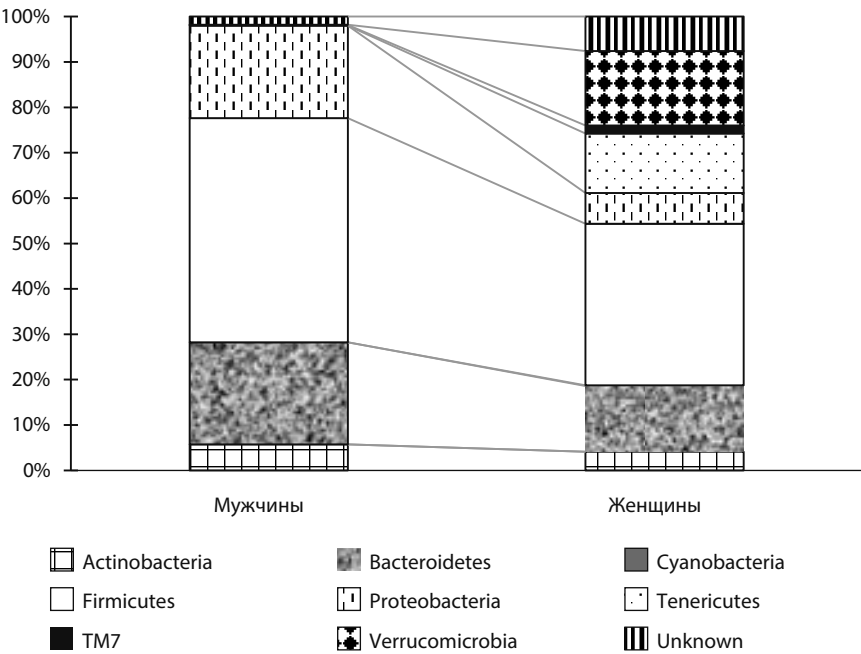 100%
90%
80%
70%
60%
50%
40%
30%
20%
10%
0%
Мужчины Женщины
Actinobacteria Bacteroidetes Cyanobacteria
Firmicutes Proteobacteria Tenericutes
TM7 Verrucomicrobia Unknown